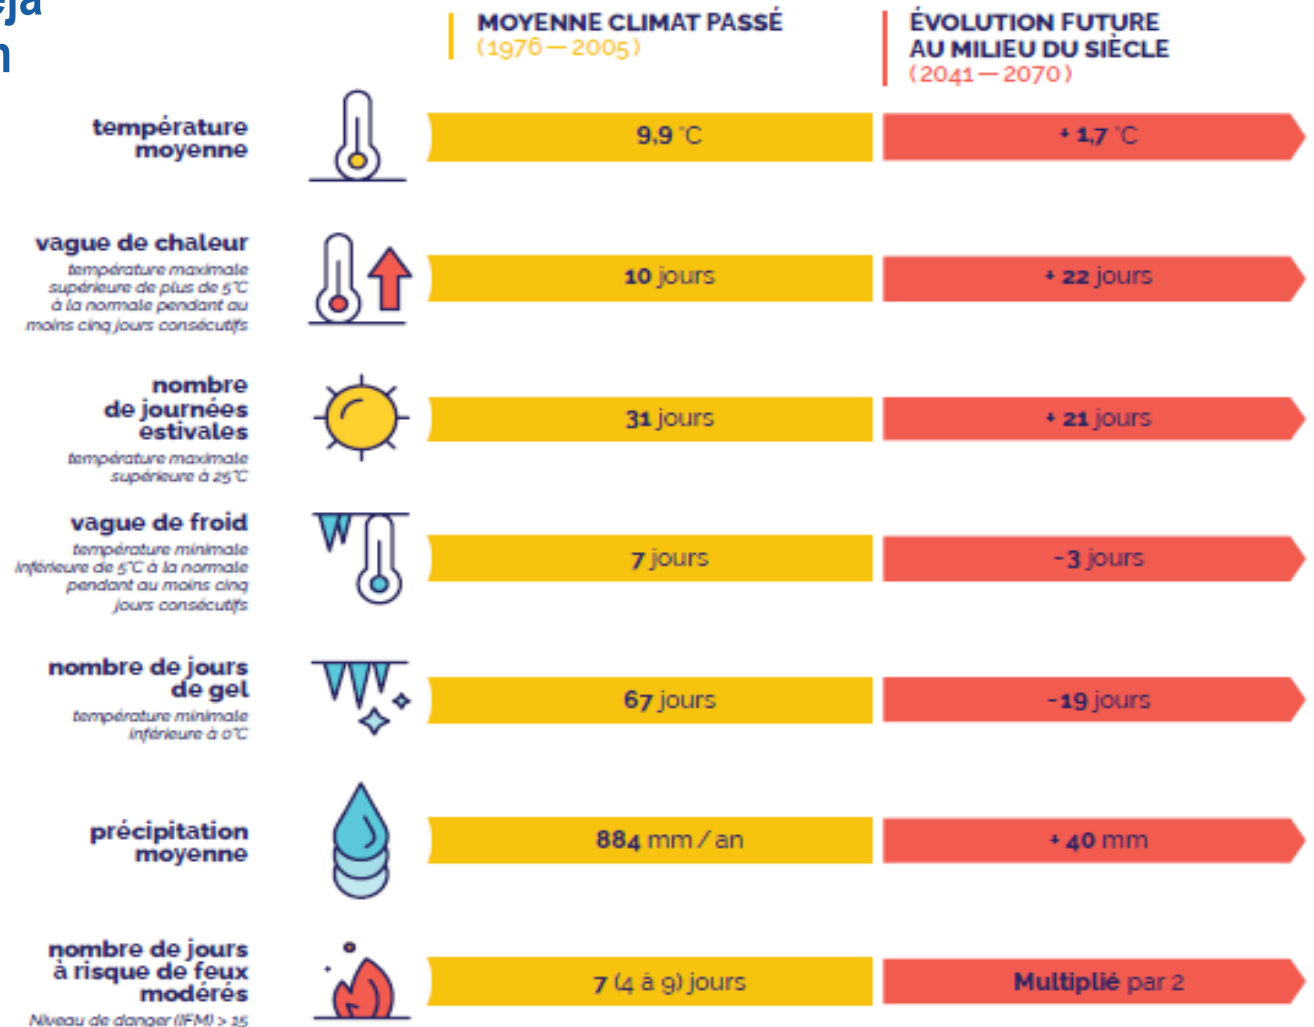 MOYENNE CLIMAT PASSÉ
(1976 — 2005)
ÉVOLUTION FUTURE
AU MILIEU DU SIÈCLE
(2041 — 2070)
température
moyenne
9,9 °C
+ 1,7 °C
vague de chaleur
température maximale
supérieure de plus de 5°C
à la normale pendant au
moins cinq jours consécutifs
10 jours
+ 22 jours
nombre
de journées
estivales
température maximale
supérieure à 25°C
31 jours
+ 21 jours
vague de froid
température minimale
inférieure de 5°C à la normale
pendant au moins cinq
jours consécutifs
7 jours
-3 jours
nombre de jours
de gel
température minimale
inférieure à 0°C
67 jours
-19 jours
précipitation
moyenne
884 mm / an
+ 40 mm
nombre de jours
à risque de feux
modérés
Niveau de danger (IFM) > 15
7 (4 à 9) jours
Multiplié par 2